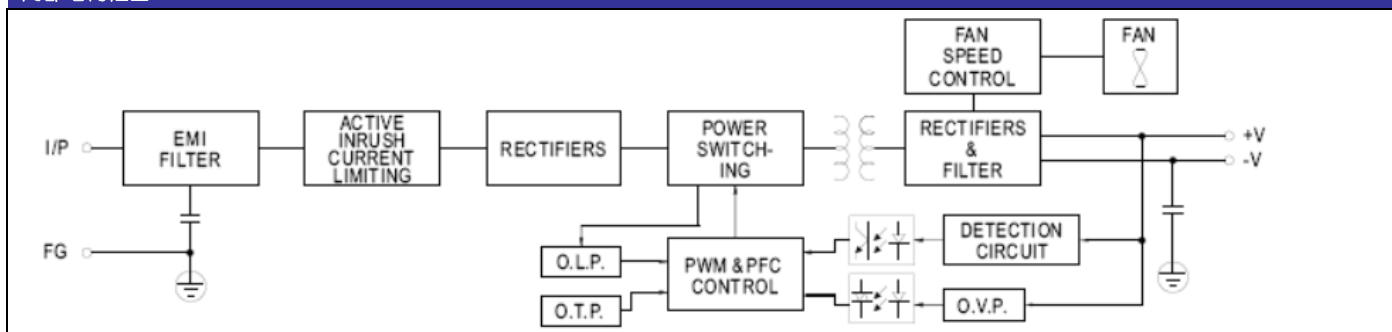 FAN
SPEED
CONTROL
FAN
I/P
EMI
FILTER
ACTIVE
INRUSH
CURRENT
LIMITING
RECTIFIERS
POWER
SWITCH-
ING
RECTIFIERS
&
FILTER
+V
-V
FG
O.L.P.
O.T.P.
PWM & PFC
CONTROL
DETECTION
CIRCUIT
O.V.P.